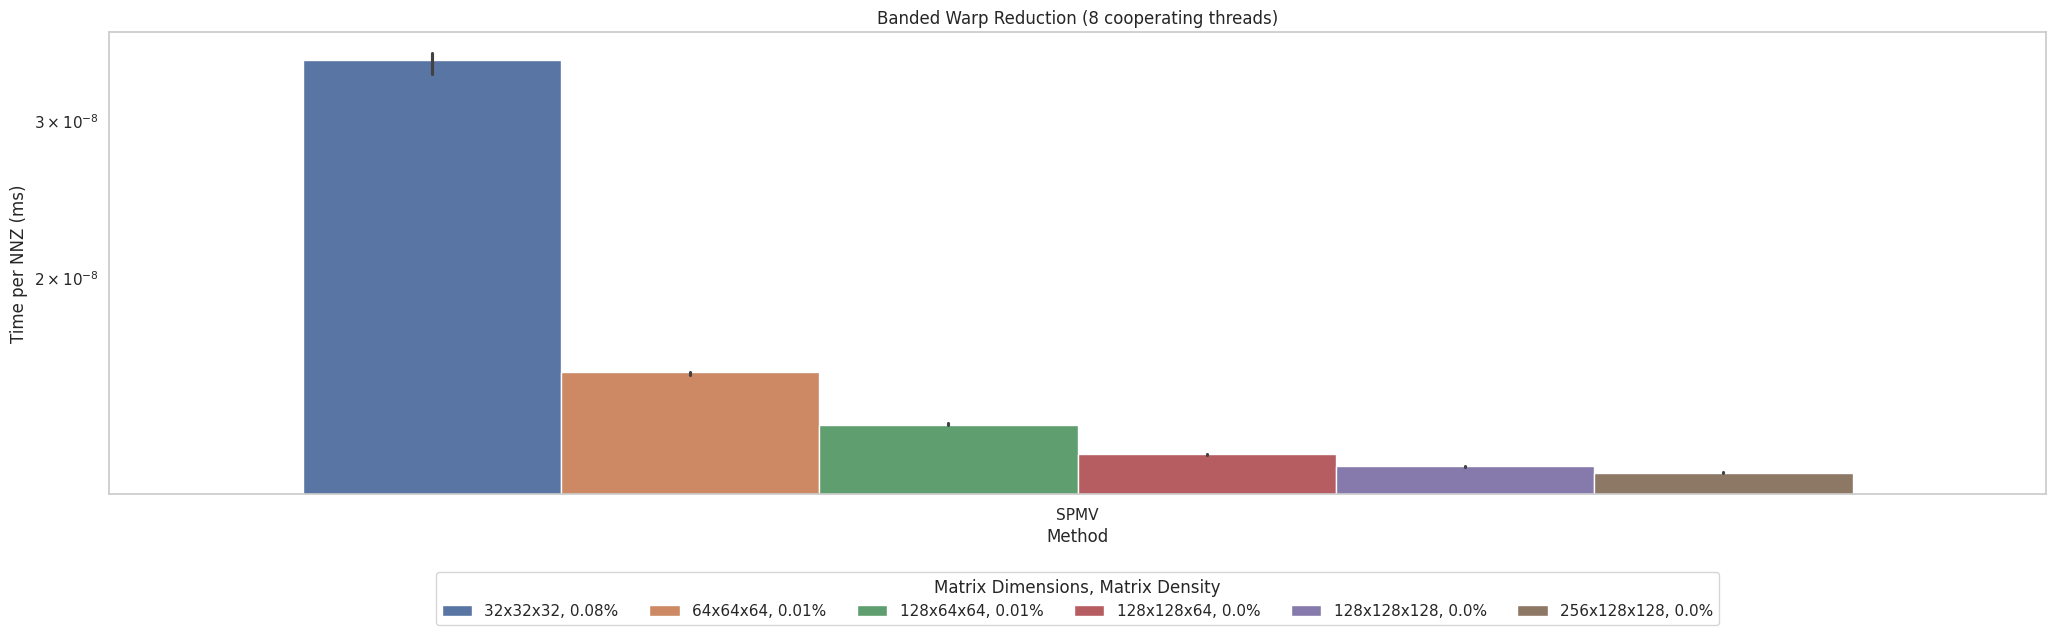 Banded Warp Reduction (8 cooperating threads)
Time per NNZ (ms)
3 × 10⁻⁸
2 × 10⁻⁸
SPMV
Method
Matrix Dimensions, Matrix Density
32x32x32, 0.08% 64x64x64, 0.01% 128x64x64, 0.01% 128x128x64, 0.0% 128x128x128, 0.0% 256x128x128, 0.0%